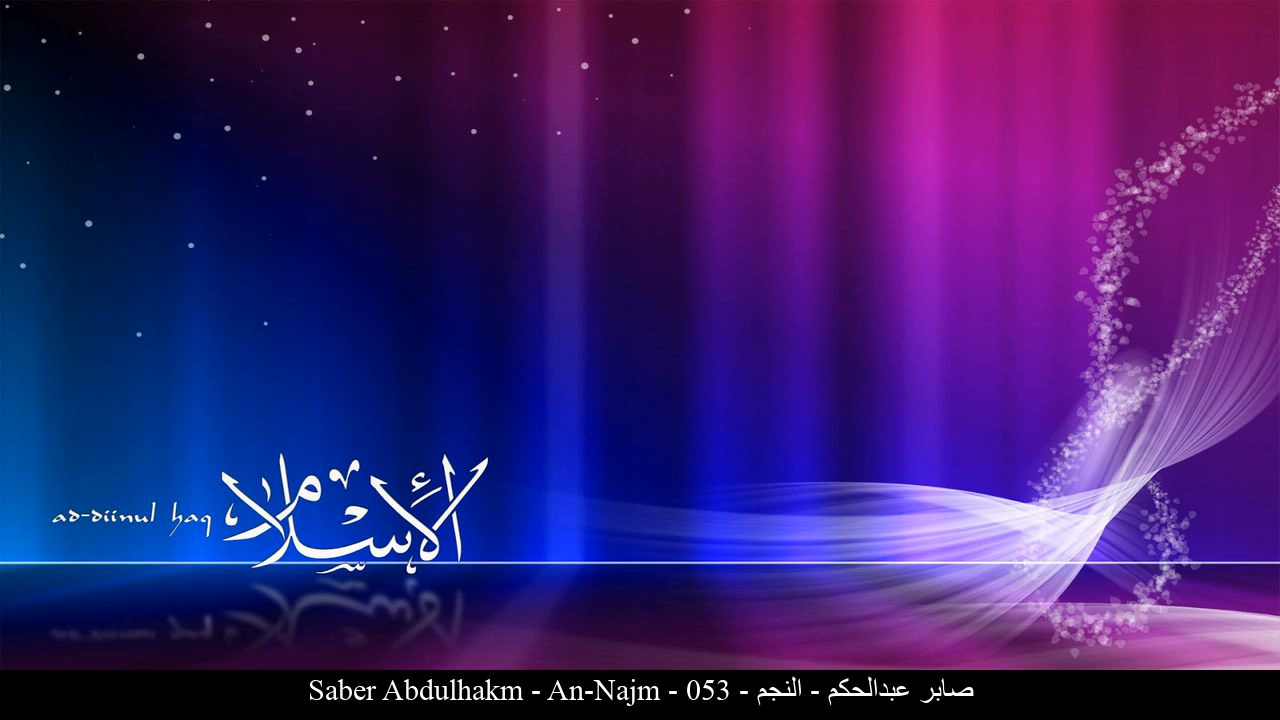 ad-diinul haq الإسلام
Saber Abdulhakm - An-Najm - 053 - صابر عبدالحكم - النجم